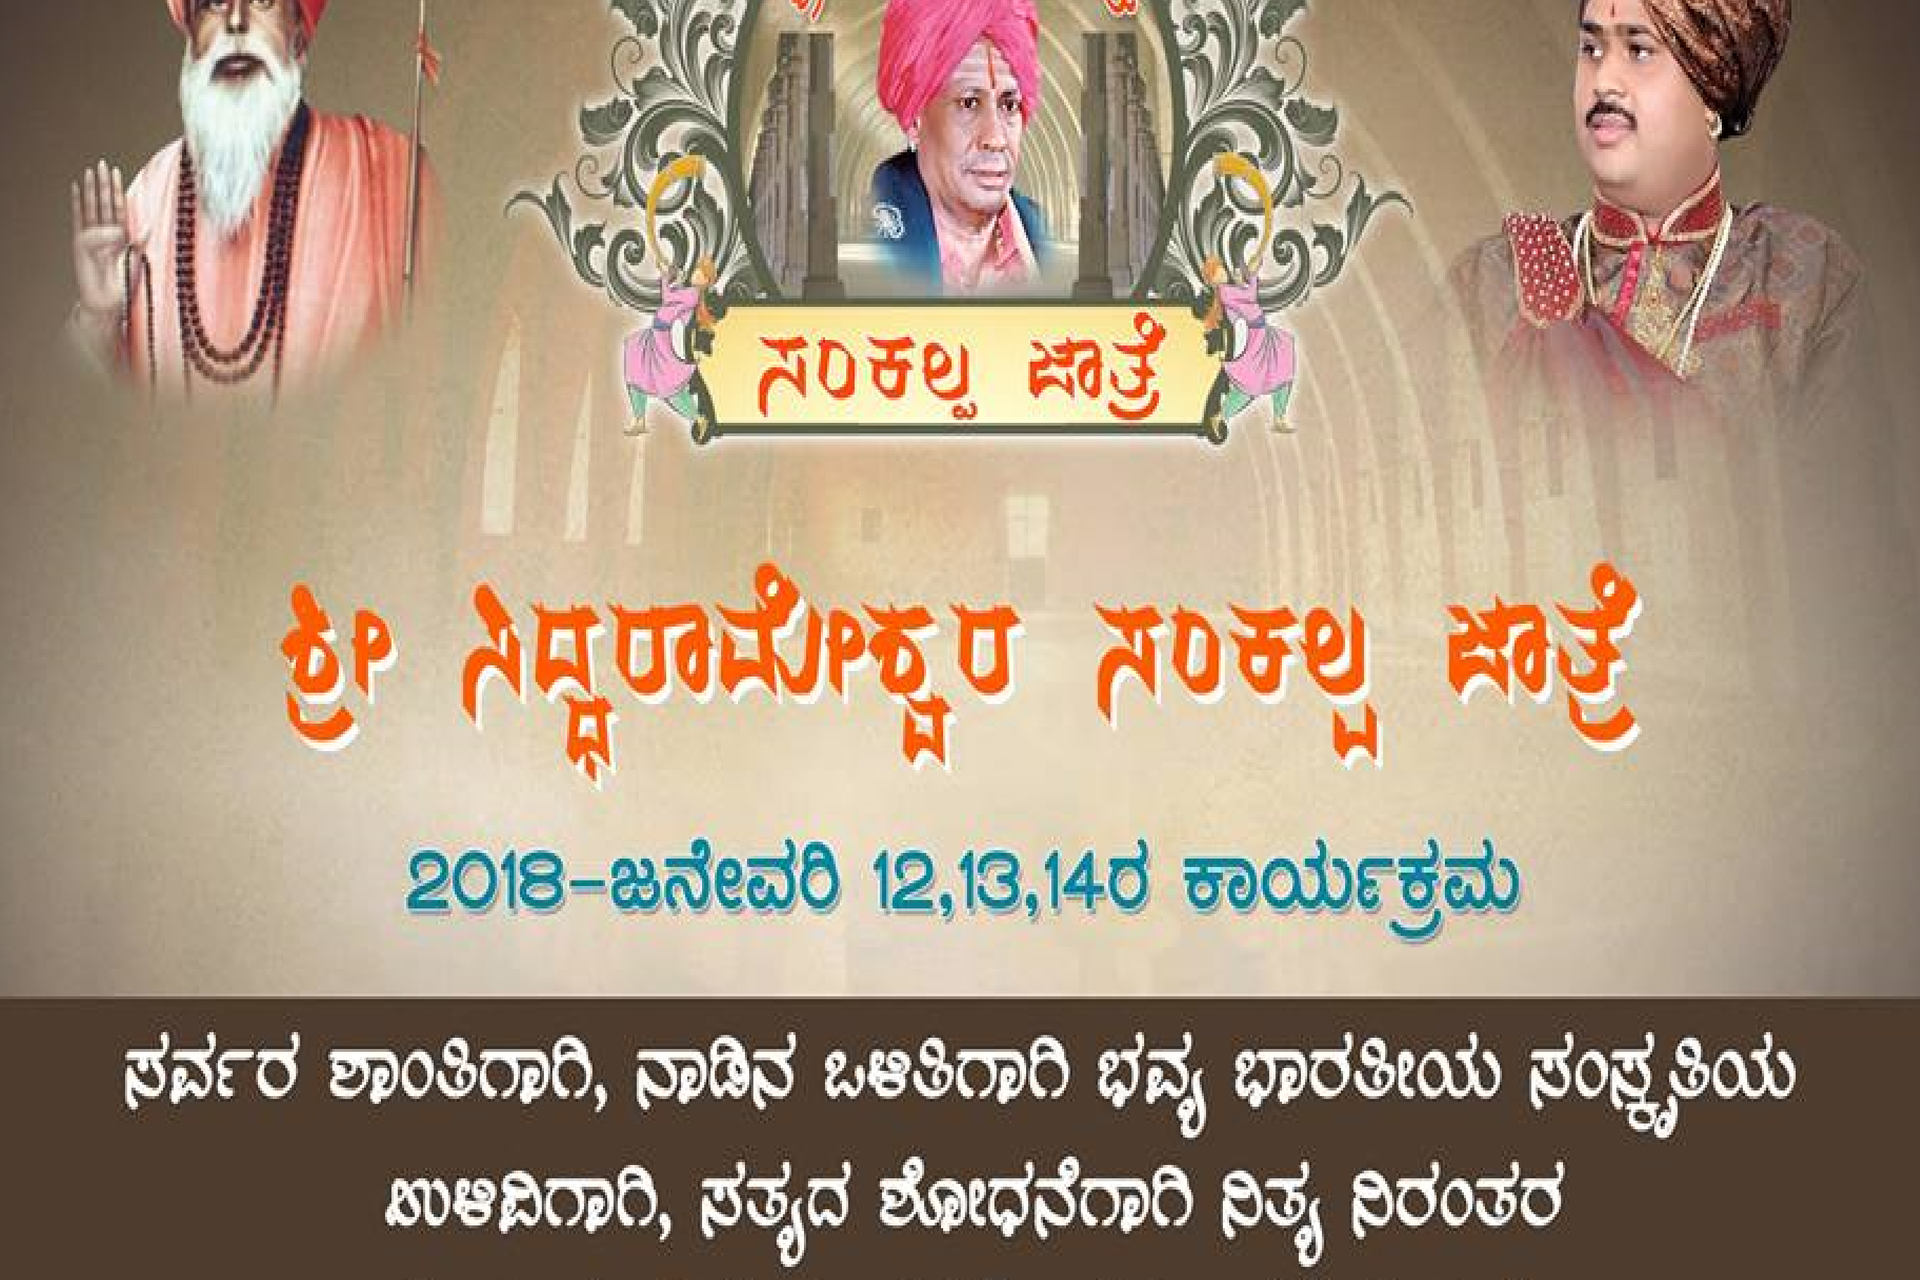 ಸಂಕಲ್ಪ ಜಾತ್ರೆ
ಶ್ರೀ ಸಿದ್ಧರಾಮೇಶ್ವರ ಸಂಕಲ್ಪ ಜಾತ್ರೆ
2018-ಜನೇವರಿ 12,13,14ರ ಕಾರ್ಯಕ್ರಮ
ಸರ್ವರ ಶಾಂತಿಗಾಗಿ, ನಾಡಿನ ಒಳಿತಿಗಾಗಿ ಭವ್ಯ ಭಾರತೀಯ ಸಂಸ್ಕೃತಿಯ
ಉಳಿವಿಗಾಗಿ, ಸತ್ಯದ ಶೋಧನೆಗಾಗಿ ನಿತ್ಯ ನಿರಂತರ